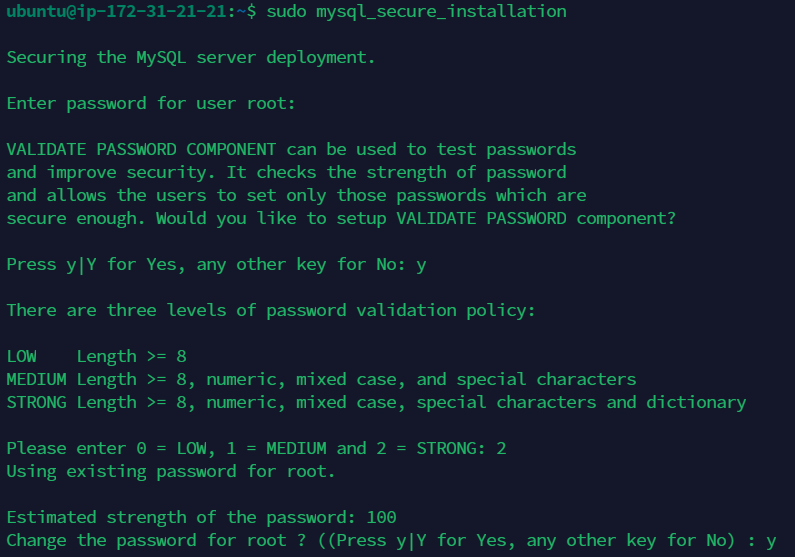 ubuntu@ip-172-31-21-21:~$ sudo mysql_secure_installation
Securing the MySQL server deployment.
Enter password for user root:
VALIDATE PASSWORD COMPONENT can be used to test passwords
and improve security. It checks the strength of password
and allows the users to set only those passwords which are
secure enough. Would you like to setup VALIDATE PASSWORD component?
Press y|Y for Yes, any other key for No: y
There are three levels of password validation policy:
LOW    Length >= 8
MEDIUM Length >= 8, numeric, mixed case, and special characters
STRONG Length >= 8, numeric, mixed case, special characters and dictionary
Please enter 0 = LOW, 1 = MEDIUM and 2 = STRONG: 2
Using existing password for root.
Estimated strength of the password: 100
Change the password for root ? ((Press y|Y for Yes, any other key for No) : y